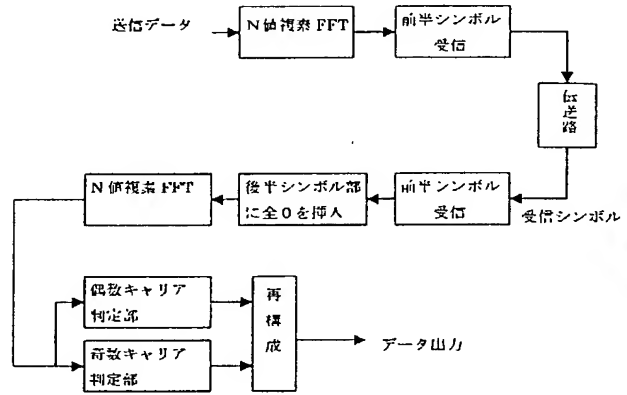 送信データ
N値複素FFT
前半シンボル
受信
伝送路
N値複素FFT
後半シンボル部
に全0を挿入
前半シンボル
受信
受信シンボル
偶数キャリア
判定部
再構成
データ出力
奇数キャリア
判定部